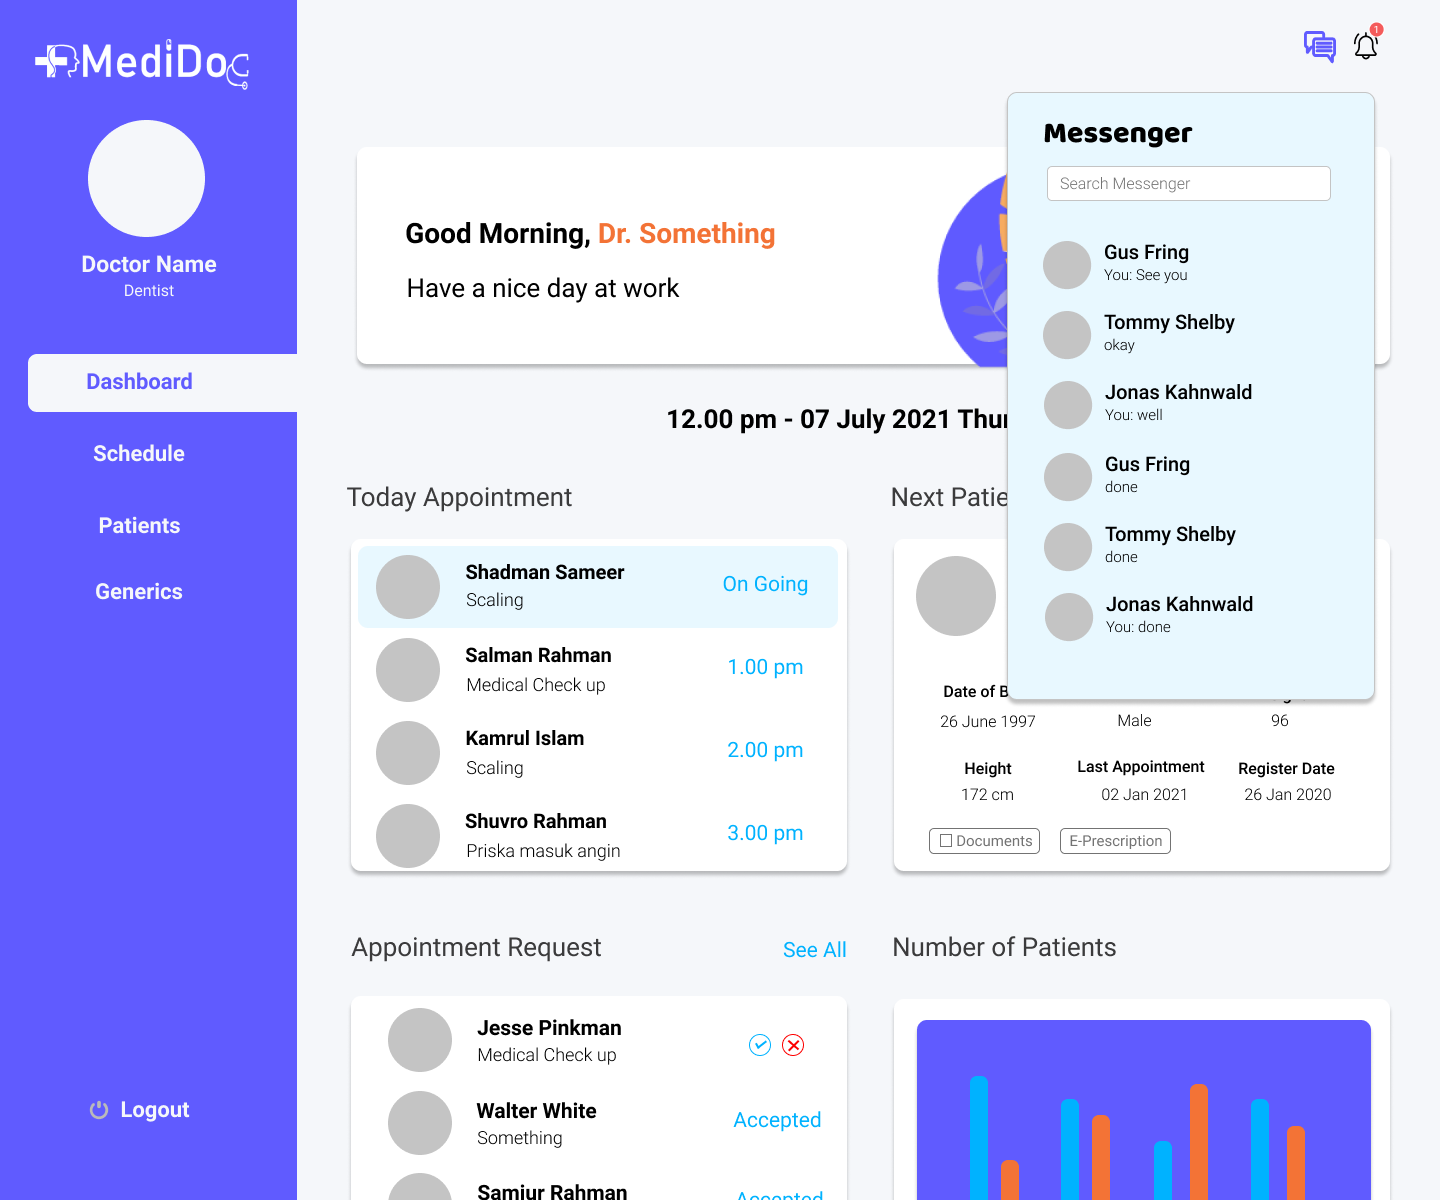 MediDoc
Doctor Name
Dentist
Dashboard
Schedule
Patients
Generics
Logout
1
Good Morning, Dr. Something
Have a nice day at work
12.00 pm - 07 July 2021
Messenger
Search Messenger
Gus Fring
You: See you
Tommy Shelby
okay
Jonas Kahnwald
You: well
Gus Fring
done
Tommy Shelby
done
Jonas Kahnwald
You: done
Today Appointment
Shadman Sameer
Scaling
On Going
Salman Rahman
Medical Check up
1.00 pm
Kamrul Islam
Scaling
2.00 pm
Shuvro Rahman
Priska masuk angin
3.00 pm
Next
Date of
26 June 1997
Male
96
Height
172 cm
Last Appointment
02 Jan 2021
Register Date
26 Jan 2020
Documents
E-Prescription
Appointment Request
See All
Jesse Pinkman
Medical Check up
Walter White
Something
Accepted
Samiur Rahman
Accepted
Number of Patients